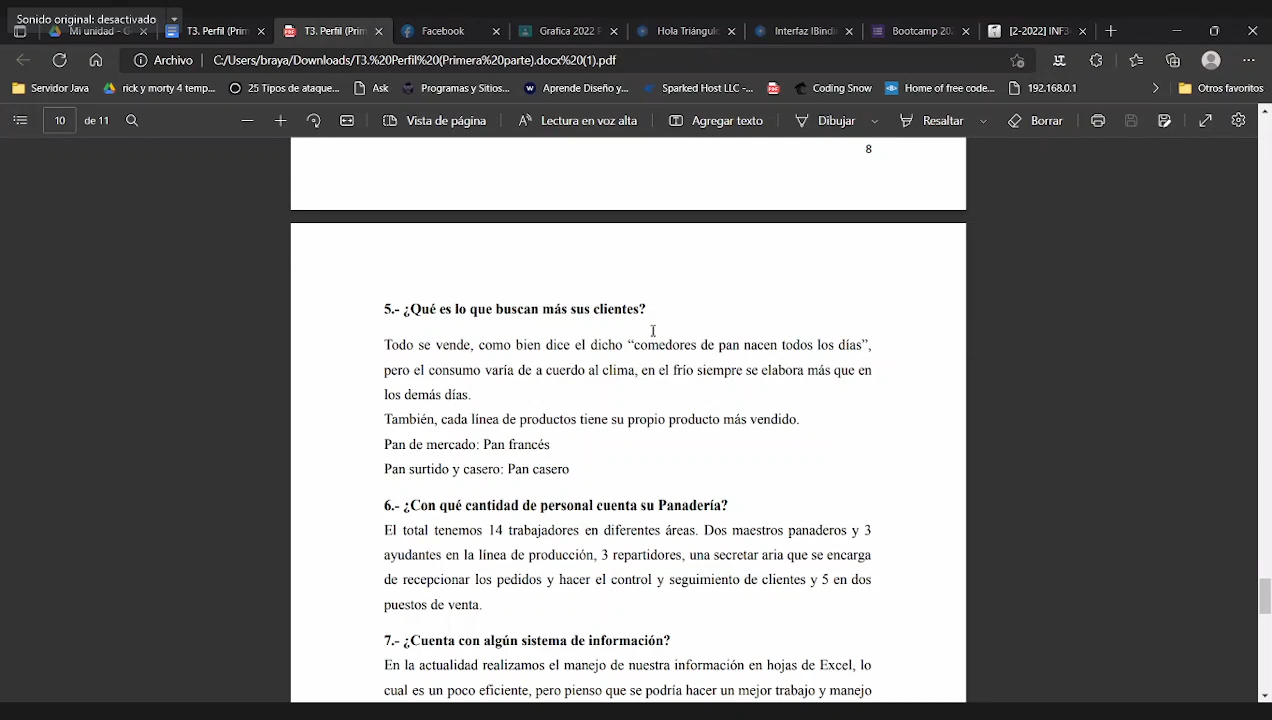 Sonido original: desactivado
Mi unidad - G
T3. Perfil (Prim
T3. Perfil (Prim
Facebook
Grafica 2022 P
Hola Triángulo
Interfaz IBindi
Bootcamp 202
[2-2022] INF3
Archivo
C:/Users/braya/Downloads/T3.%20Perfil%20(Primera%20parte).docx%20(1).pdf
Servidor Java
rick y morty 4 temp...
25 Tipos de ataque...
Ask
Programas y Sitios...
Aprende Diseño y...
Sparked Host LLC -...
Coding Snow
Home of free code...
192.168.0.1
Otros favoritos
10 de 11
Vista de página
Lectura en voz alta
Agregar texto
Dibujar
Resaltar
Borrar
8
5.- ¿Qué es lo que buscan más sus clientes?
Todo se vende, como bien dice el dicho “comedores de pan nacen todos los días”,
pero el consumo varía de a cuerdo al clima, en el frío siempre se elabora más que en
los demás días.
También, cada línea de productos tiene su propio producto más vendido.
Pan de mercado: Pan francés
Pan surtido y casero: Pan casero
6.- ¿Con qué cantidad de personal cuenta su Panadería?
El total tenemos 14 trabajadores en diferentes áreas. Dos maestros panaderos y 3
ayudantes en la línea de producción, 3 repartidores, una secretar aria que se encarga
de recepcionar los pedidos y hacer el control y seguimiento de clientes y 5 en dos
puestos de venta.
7.- ¿Cuenta con algún sistema de información?
En la actualidad realizamos el manejo de nuestra información en hojas de Excel, lo
cual es un poco eficiente, pero pienso que se podría hacer un mejor trabajo y manejo